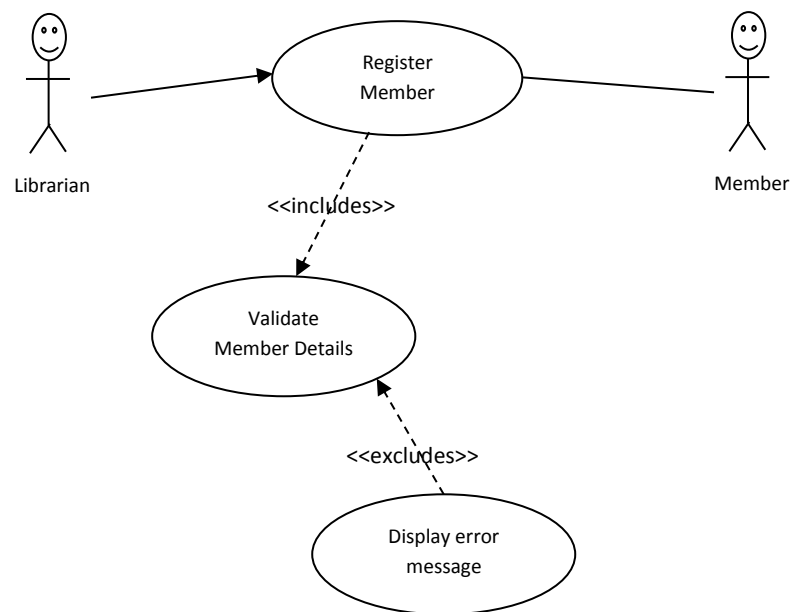 Register
Member
Librarian
Member
<<includes>>
Validate
Member Details
<<excludes>>
Display error
message